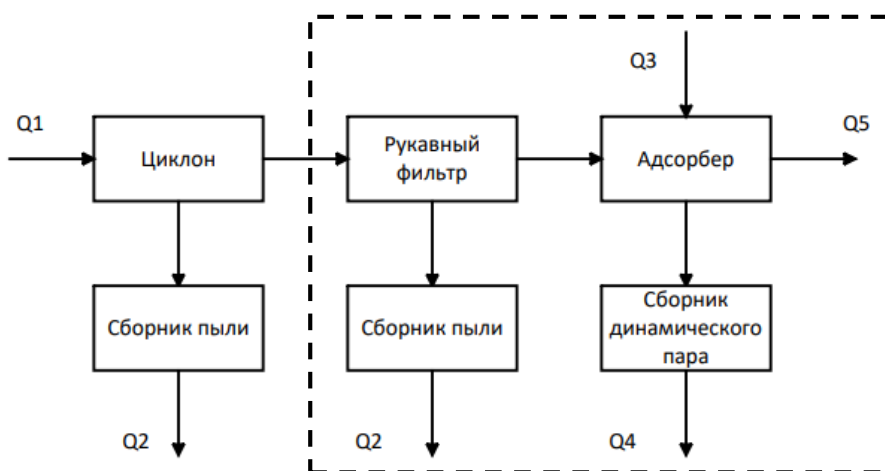 Q3
Q1
Q5
Циклон
Рукавный
фильтр
Адсорбер
Сборник пыли
Сборник пыли
Сборник
динамического
пара
Q2
Q2
Q4